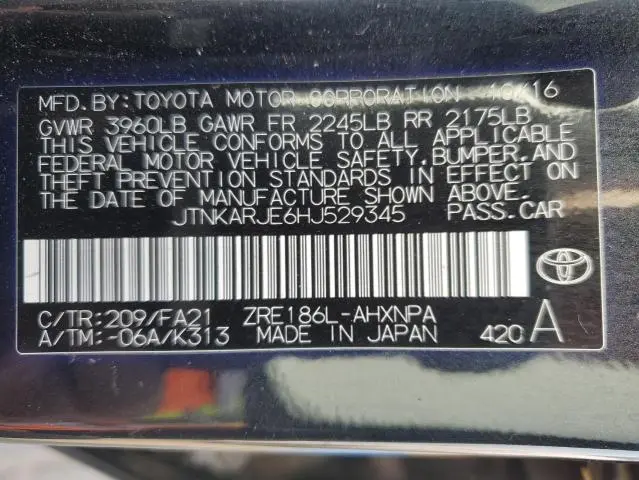 MFD.BY:TOYOTA MOTOR CORPORATION 10/16
GVWR 3960LB GAWR FR 2245LB RR 2175LB
THIS VEHICLE CONFORMS TO ALL APPLICABLE
FEDERAL MOTOR VEHICLE SAFETY,BUMPER,AND
THEFT PREVENTION STANDARDS IN EFFECT ON
THE DATE OF MANUFACTURE SHOWN ABOVE.
JTNKARJE6HJ529345 PASS.CAR
C/TR:209/FA21 ZRE186L-AHXNPA
A/TM:-06A/K313 MADE IN JAPAN 420 A